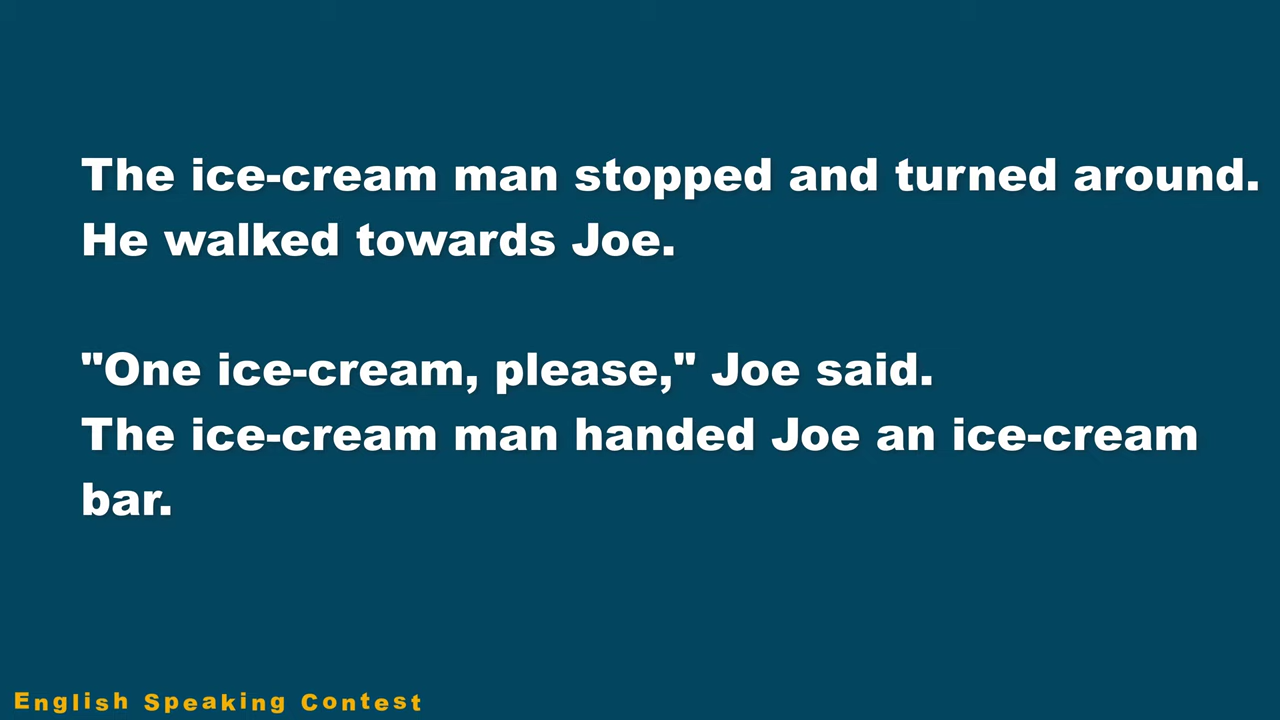 The ice-cream man stopped and turned around.
He walked towards Joe.
"One ice-cream, please," Joe said.
The ice-cream man handed Joe an ice-cream
bar.
English Speaking Contest